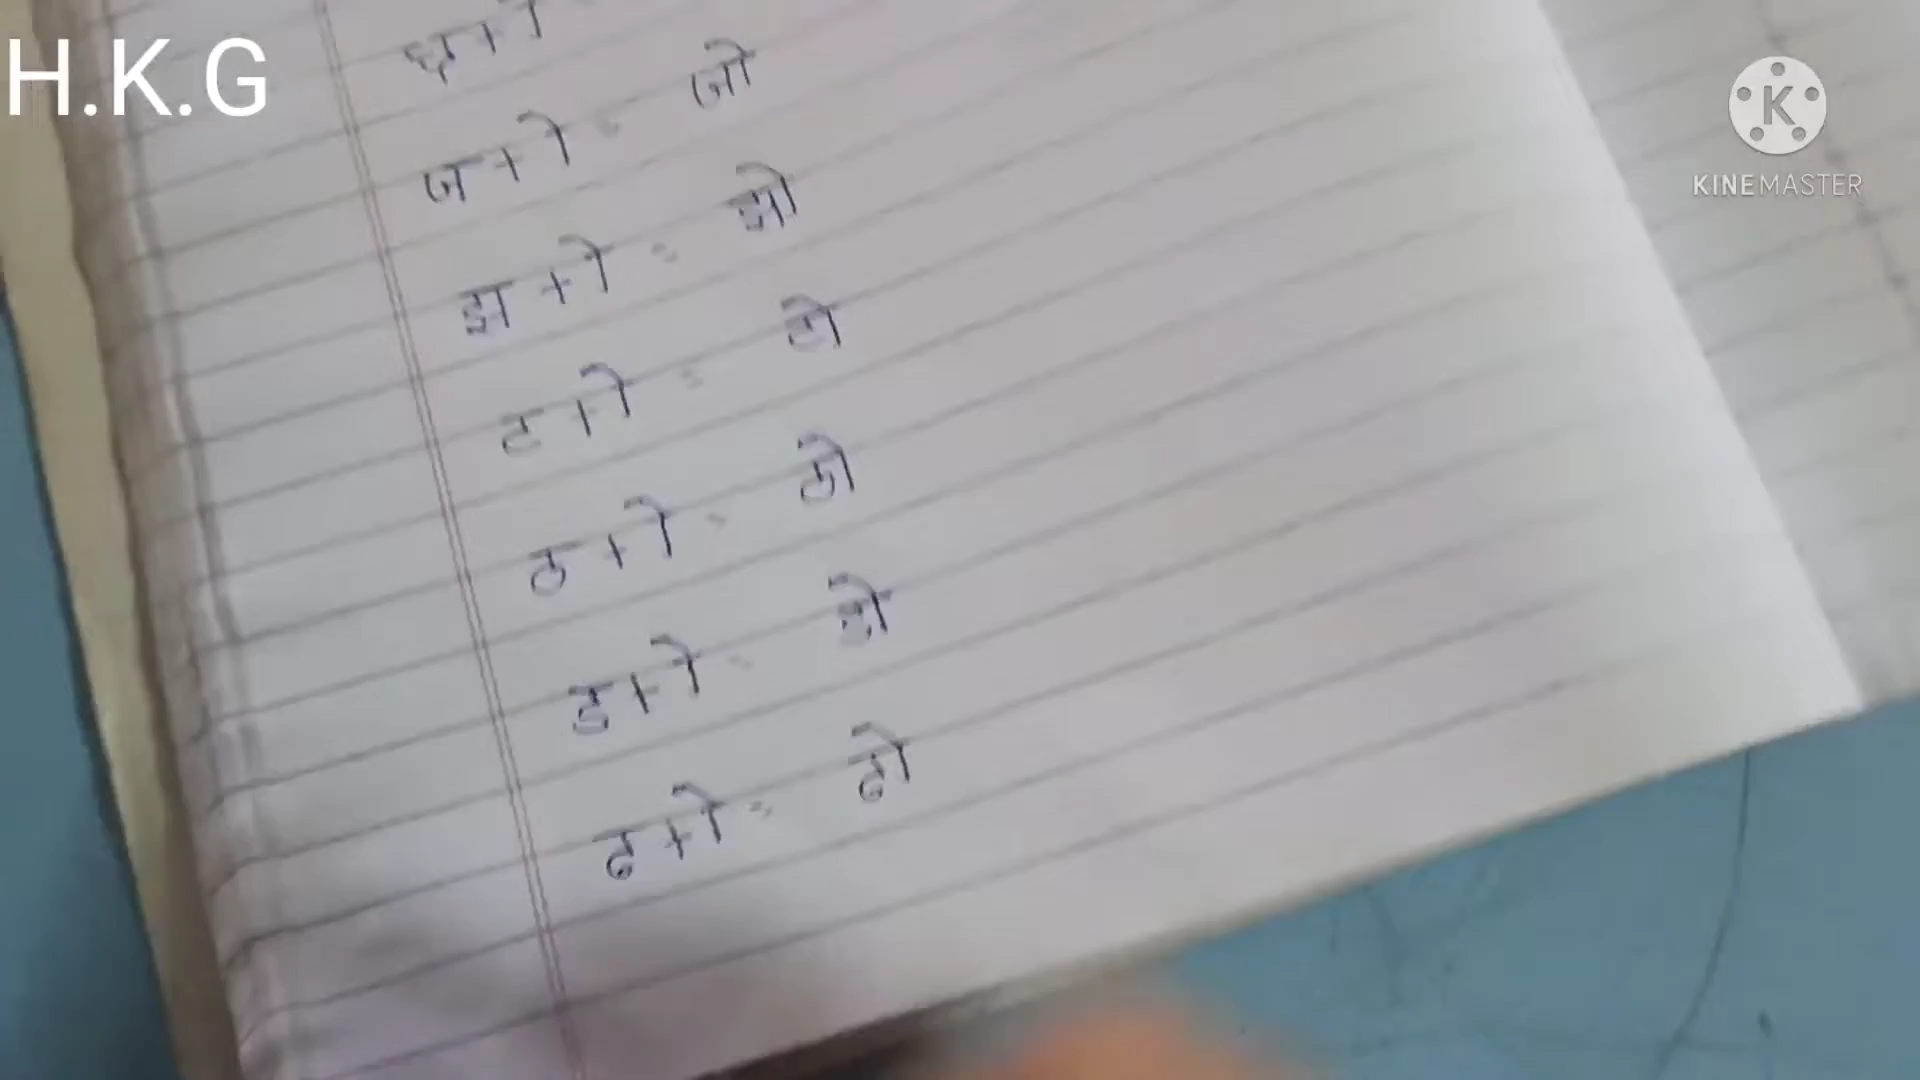 H.K.G
KINEMASTER
छ + ो
ज + ो = जो
झ + ो = झो
ट + ो = टो
ठ + ो = ठो
ड + ो = डो
ढ + ो = ढो